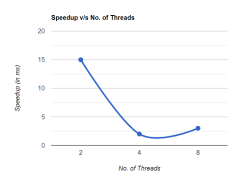 Speedup v/s No. of Threads
20
15
10
5
0
2 4 8
Speedup (in ms)
No. of Threads